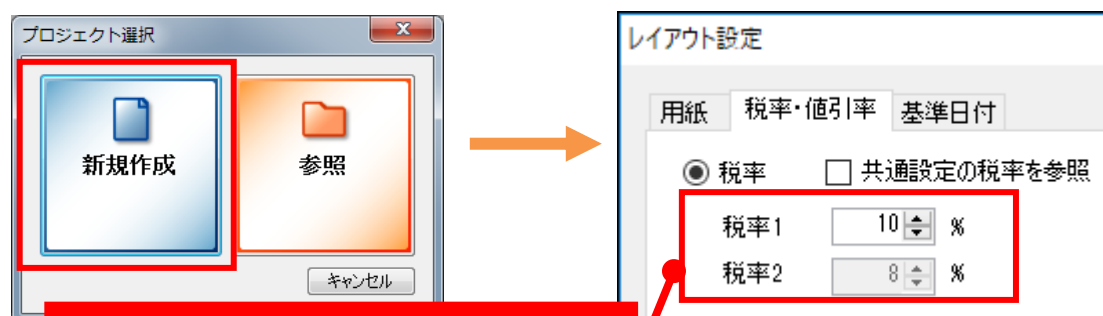 プロジェクト選択
新規作成
参照
キャンセル
レイアウト設定
用紙
税率・値引率
基準日付
税率
共通設定の税率を参照
税率1 10 %
税率2 8 %